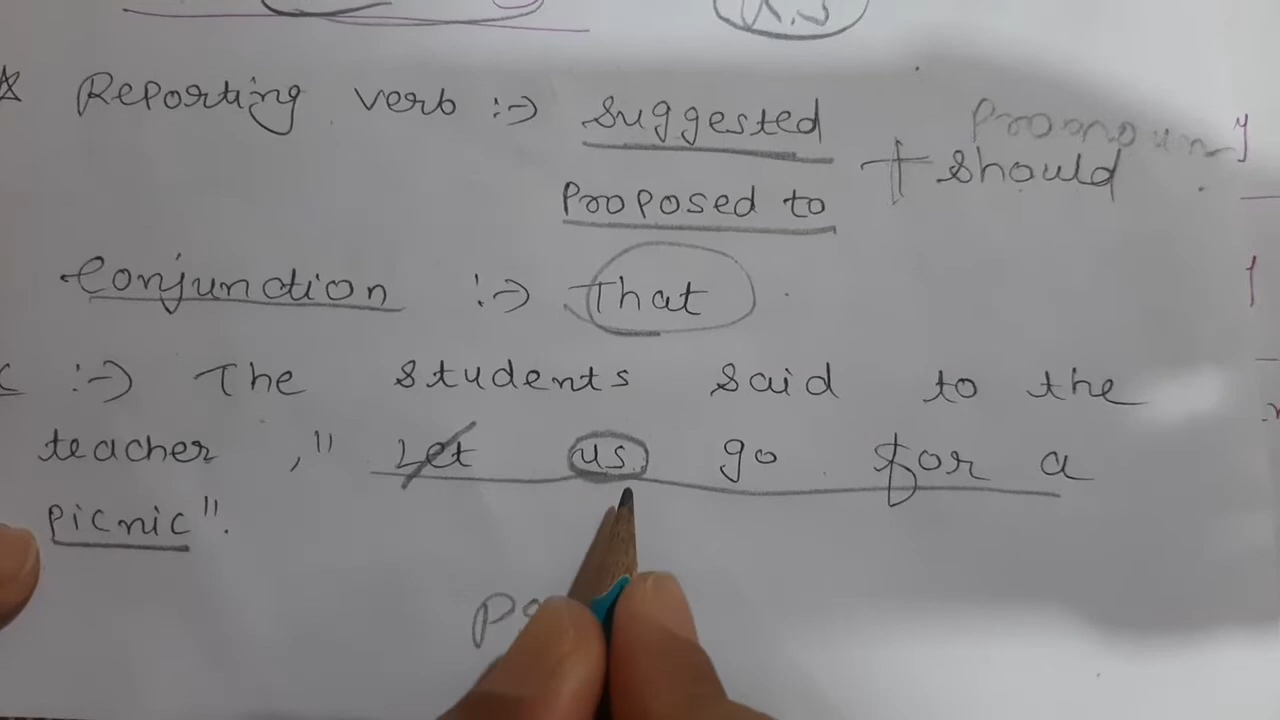 Reporting verb :→ suggested
Pronoun
+ should
Proposed to
Conjunction :→ That
:→ The students said to the
teacher ," Let us go for a
picnic".